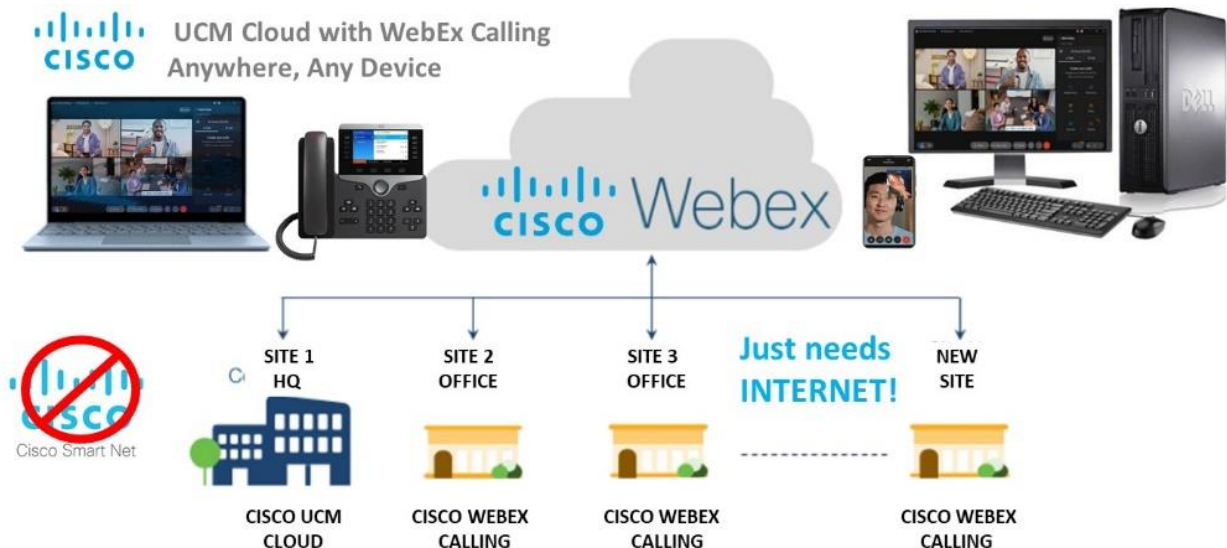 CISCO
UCM Cloud with WebEx Calling
Anywhere, Any Device
DELL
CISCO Webex
SITE 1
HQ
SITE 2
OFFICE
SITE 3
OFFICE
Just needs
INTERNET!
NEW
SITE
CISCO
Cisco Smart Net
CISCO UCM
CLOUD
CISCO WEBEX
CALLING
CISCO WEBEX
CALLING
CISCO WEBEX
CALLING